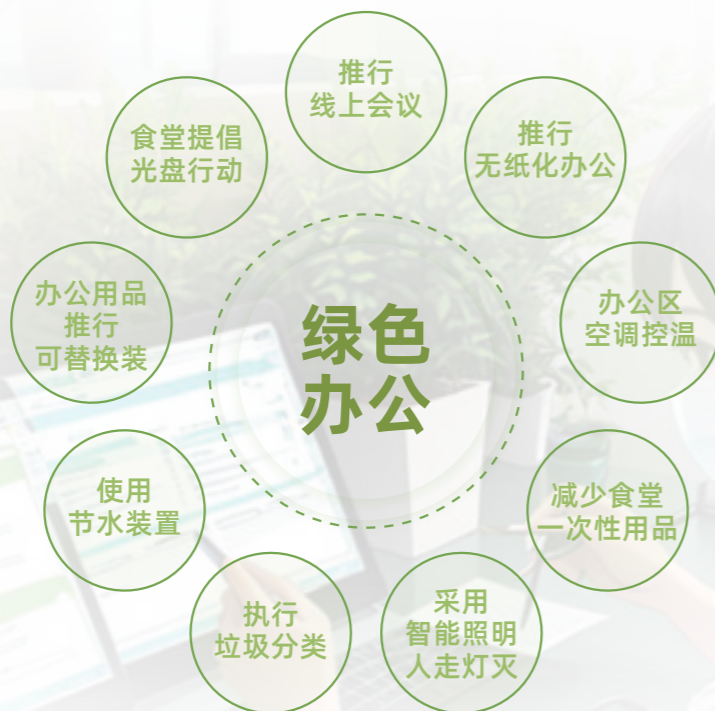 推行
线上会议
推行
无纸化办公
办公区
空调控温
减少食堂
一次性用品
采用
智能照明
人走灯灭
执行
垃圾分类
使用
节水装置
办公用品
推行
可替换装
食堂提倡
光盘行动
绿色
办公